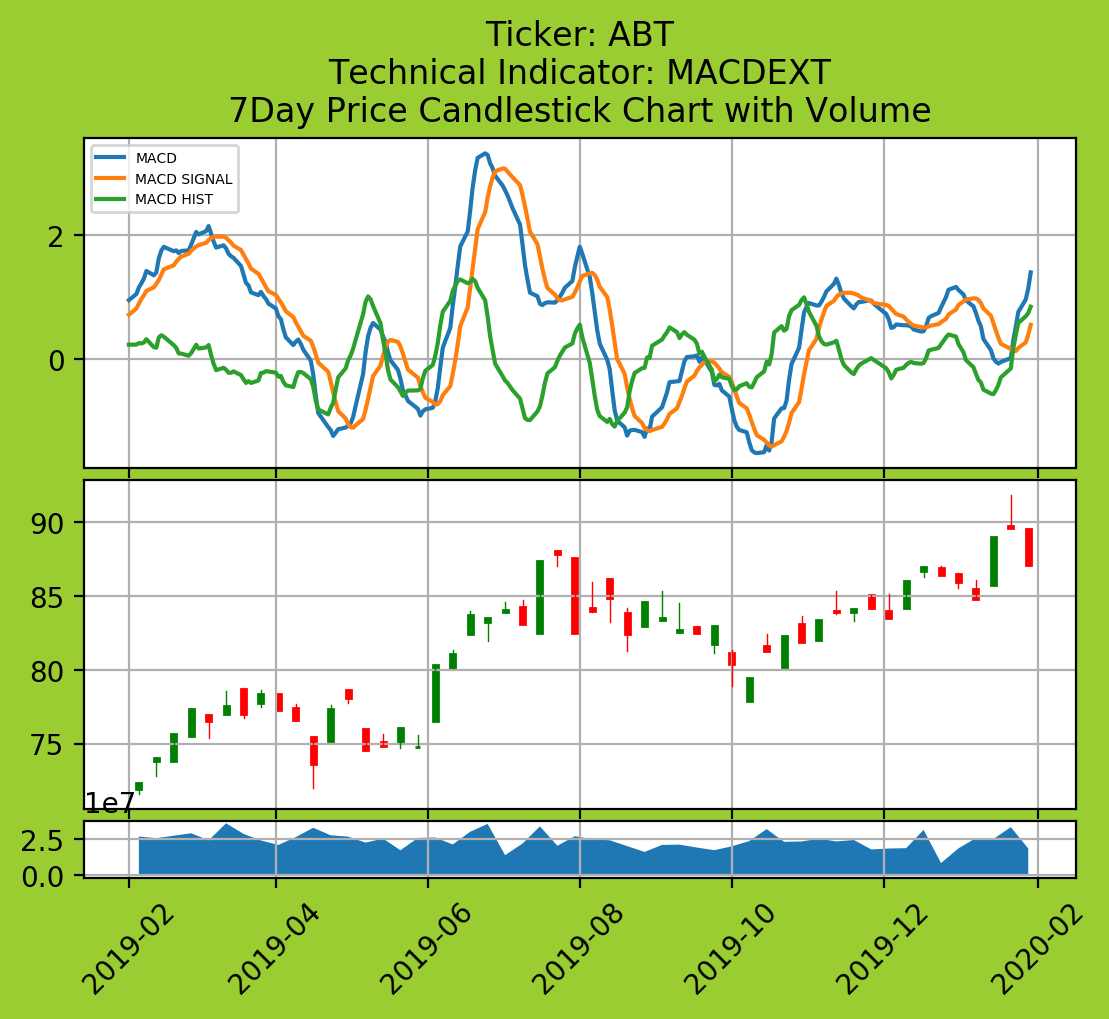 Ticker: ABT
Technical Indicator: MACDEXT
7Day Price Candlestick Chart with Volume
MACD
MACD SIGNAL
MACD HIST
2
0
90
85
80
75
1e7
2.5
0.0
2019-02
2019-04
2019-06
2019-08
2019-10
2019-12
2020-02